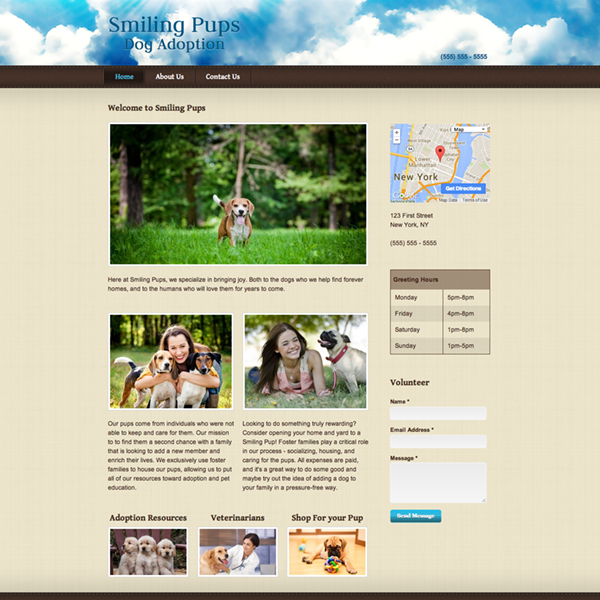 Smiling Pups
Dog Adoption
(555) 555 - 5555
Home About Us Contact Us
Welcome to Smiling Pups
Here at Smiling Pups, we specialize in bringing joy. Both to the dogs who we help find forever
homes, and to the humans who will love them for years to come.
Our pups come from individuals who were not
able to keep and care for them. Our mission
to to find them a second chance with a family
that is looking to add a new member and
enrich their lives. We exclusively use foster
families to house our pups, allowing us to put
all of our resources toward adoption and pet
education.
Looking to do something truly rewarding?
Consider opening your home and yard to a
Smiling Pup! Foster families play a critical role
in our process - socializing, housing, and
caring for the pups. All expenses are paid,
and it's a great way to do some good and
maybe try out the idea of adding a dog to
your family in a pressure-free way.
Adoption Resources
Veterinarians
Shop For your Pup
Map
Lower
Manhattan
New York
Get Directions
Map Data Terms of Use
123 First Street
New York, NY
(555) 555 - 5555
Greeting Hours
Monday 5pm-8pm
Friday 4pm-8pm
Saturday 1pm-8pm
Sunday 1pm-5pm
Volunteer
Name *
Email Address *
Message *
Send Message